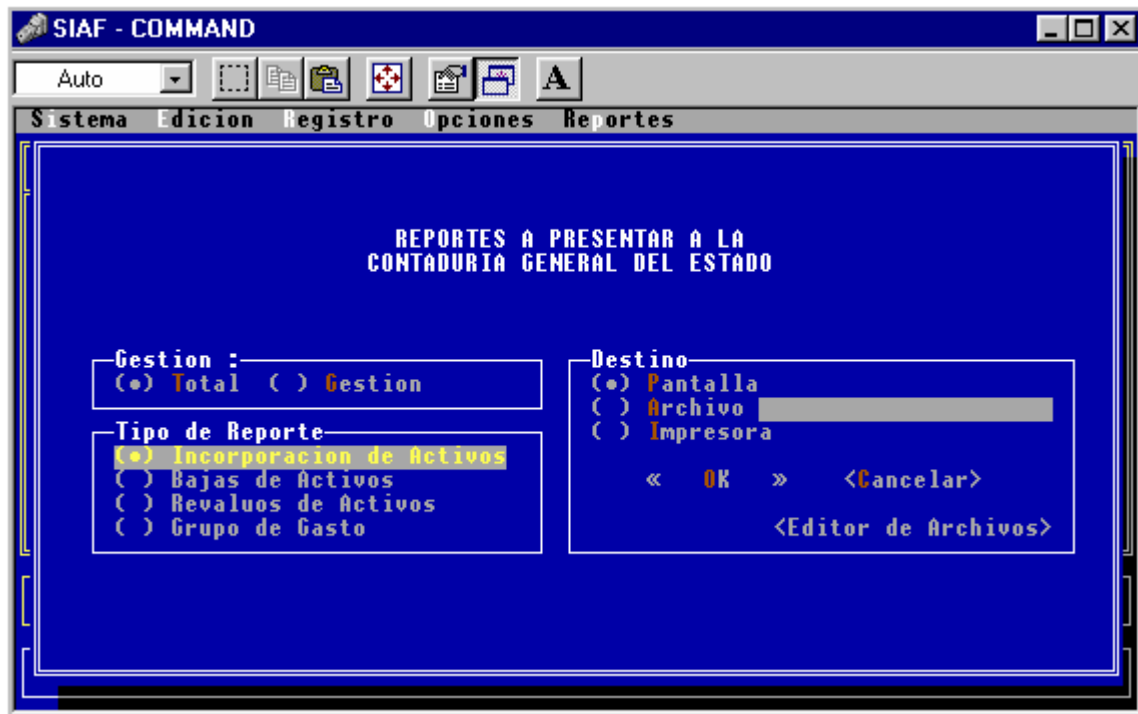 SIAF - COMMAND
Auto
A
Sistema Edicion Registro Opciones Reportes
REPORTES A PRESENTAR A LA
CONTADURIA GENERAL DEL ESTADO
Gestion :
(•) Total ( ) Gestion
Tipo de Reporte
(•) Incorporacion de Activos
( ) Bajas de Activos
( ) Revaluos de Activos
( ) Grupo de Gasto
Destino
(•) Pantalla
( ) Archivo
( ) Impresora
« OK » <Cancelar>
<Editor de Archivos>